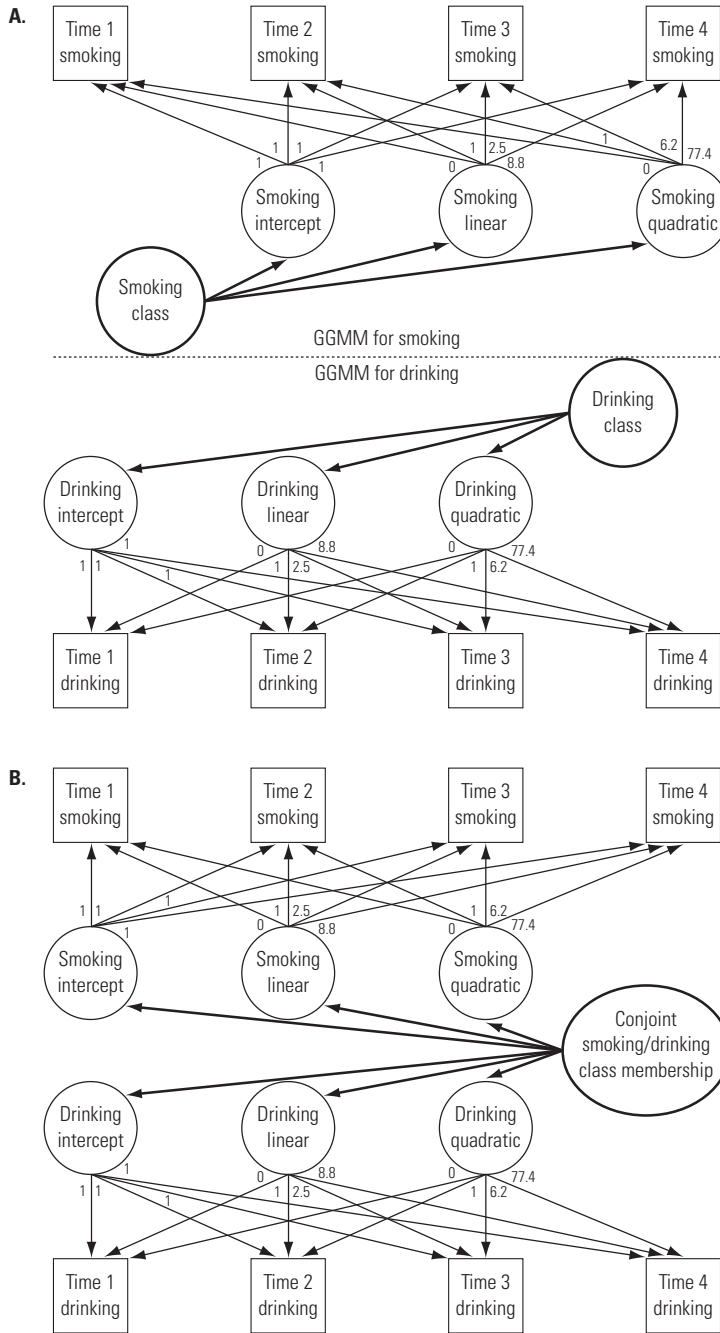 A.
Time 1
smoking
Time 2
smoking
Time 3
smoking
Time 4
smoking
1 1 1 2.5 1 6.2
1 1 0 8.8 0 77.4
Smoking
intercept
Smoking
linear
Smoking
quadratic
Smoking
class
GGMM for smoking
GGMM for drinking
Drinking
class
Drinking
intercept
Drinking
linear
Drinking
quadratic
1 0 8.8 0 77.4
1 1 1 1 2.5 1 6.2
Time 1
drinking
Time 2
drinking
Time 3
drinking
Time 4
drinking
B.
Time 1
smoking
Time 2
smoking
Time 3
smoking
Time 4
smoking
1 1 1 1 2.5 1 6.2
1 0 8.8 0 77.4
Smoking
intercept
Smoking
linear
Smoking
quadratic
Conjoint
smoking/drinking
class membership
Drinking
intercept
Drinking
linear
Drinking
quadratic
1 0 8.8 0 77.4
1 1 1 1 2.5 1 6.2
Time 1
drinking
Time 2
drinking
Time 3
drinking
Time 4
drinking